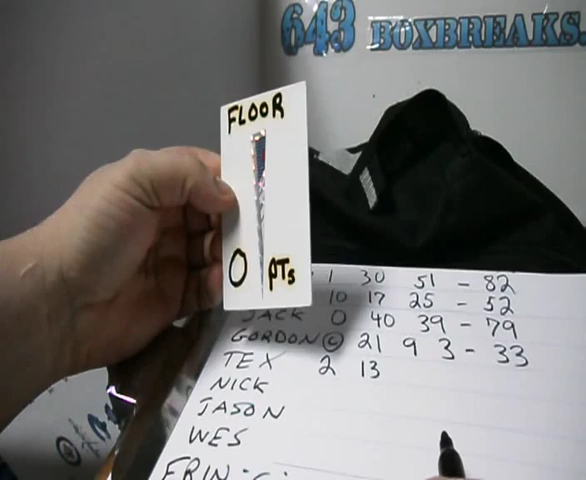 643 BOXBREAKS.
FLOOR
0 PTS
1 30 51 - 82
10 17 25 - 52
JACK 0 40 39 - 79
GORDON © 21 9 3 - 33
TEX 2 13
NICK
JASON
WES